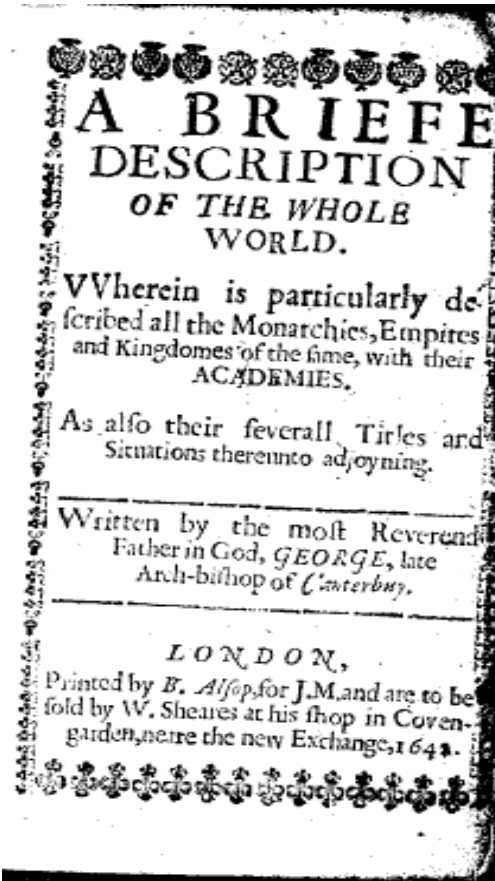 A BRIEFE
DESCRIPTION
OF THE WHOLE
WORLD.
VVherein is particularly de-
ſcribed all the Monarchies, Empires
and Kingdomes of the ſame, with their
ACADEMIES.
As alſo their ſeverall Titles and
Situations thereunto adjoyning.
Written by the moſt Reverend
Father in God, GEORGE, late
Arch-biſhop of Canterbury.
LONDON,
Printed by B. Alſop, for J.M. and are to be
ſold by W. Sheares at his ſhop in Coven-
garden, neere the new Exchange,